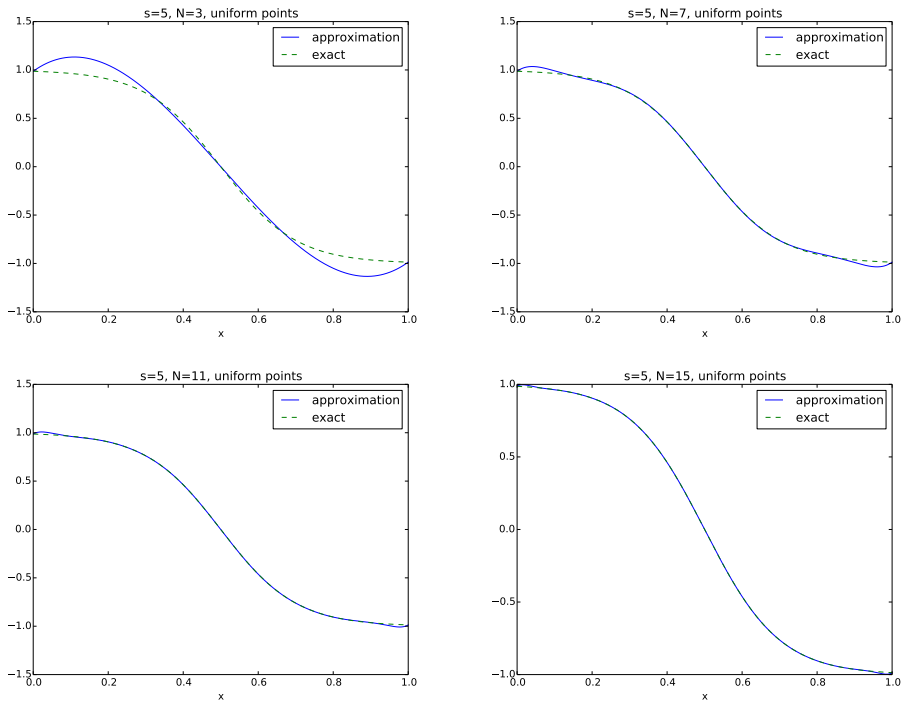 s=5, N=3, uniform points
1.5
1.0
0.5
0.0
−0.5
−1.0
−1.5
0.0 0.2 0.4 0.6 0.8 1.0
x
approximation
exact
s=5, N=7, uniform points
1.5
1.0
0.5
0.0
−0.5
−1.0
−1.5
0.0 0.2 0.4 0.6 0.8 1.0
x
approximation
exact
s=5, N=11, uniform points
1.5
1.0
0.5
0.0
−0.5
−1.0
−1.5
0.0 0.2 0.4 0.6 0.8 1.0
x
approximation
exact
s=5, N=15, uniform points
1.0
0.5
0.0
−0.5
−1.0
0.0 0.2 0.4 0.6 0.8 1.0
x
approximation
exact